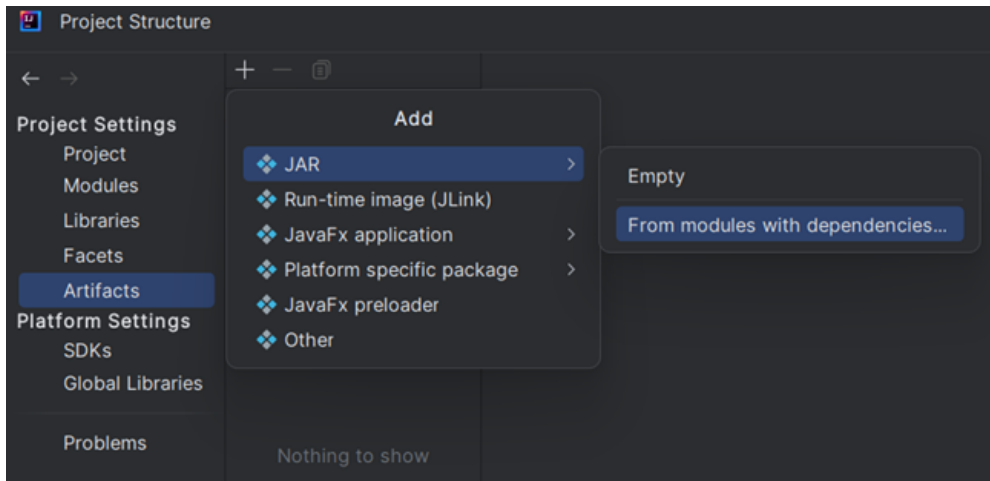 Project Structure
Project Settings
Project
Modules
Libraries
Facets
Artifacts
Platform Settings
SDKs
Global Libraries
Problems
Add
JAR
Run-time image (JLink)
JavaFx application
Platform specific package
JavaFx preloader
Other
Nothing to show
Empty
From modules with dependencies...